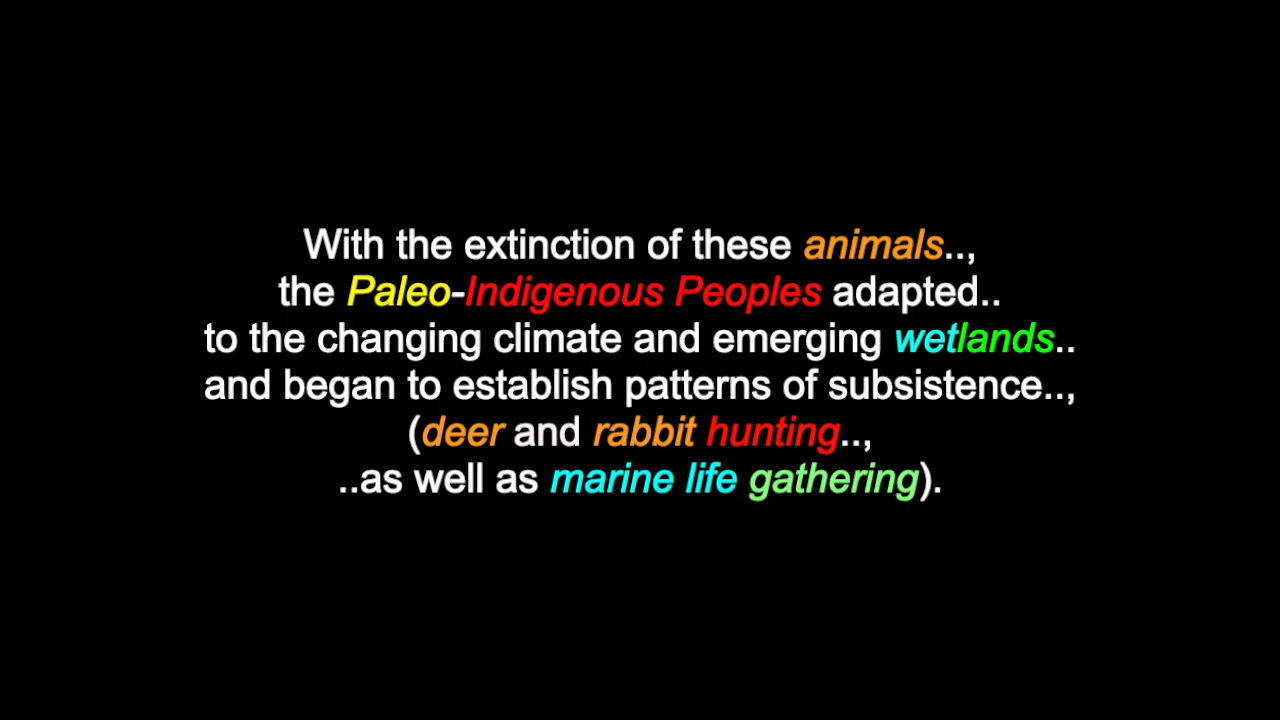 With the extinction of these animals..,
the Paleo-Indigenous Peoples adapted..
to the changing climate and emerging wetlands..
and began to establish patterns of subsistence..,
(deer and rabbit hunting..,
..as well as marine life gathering).